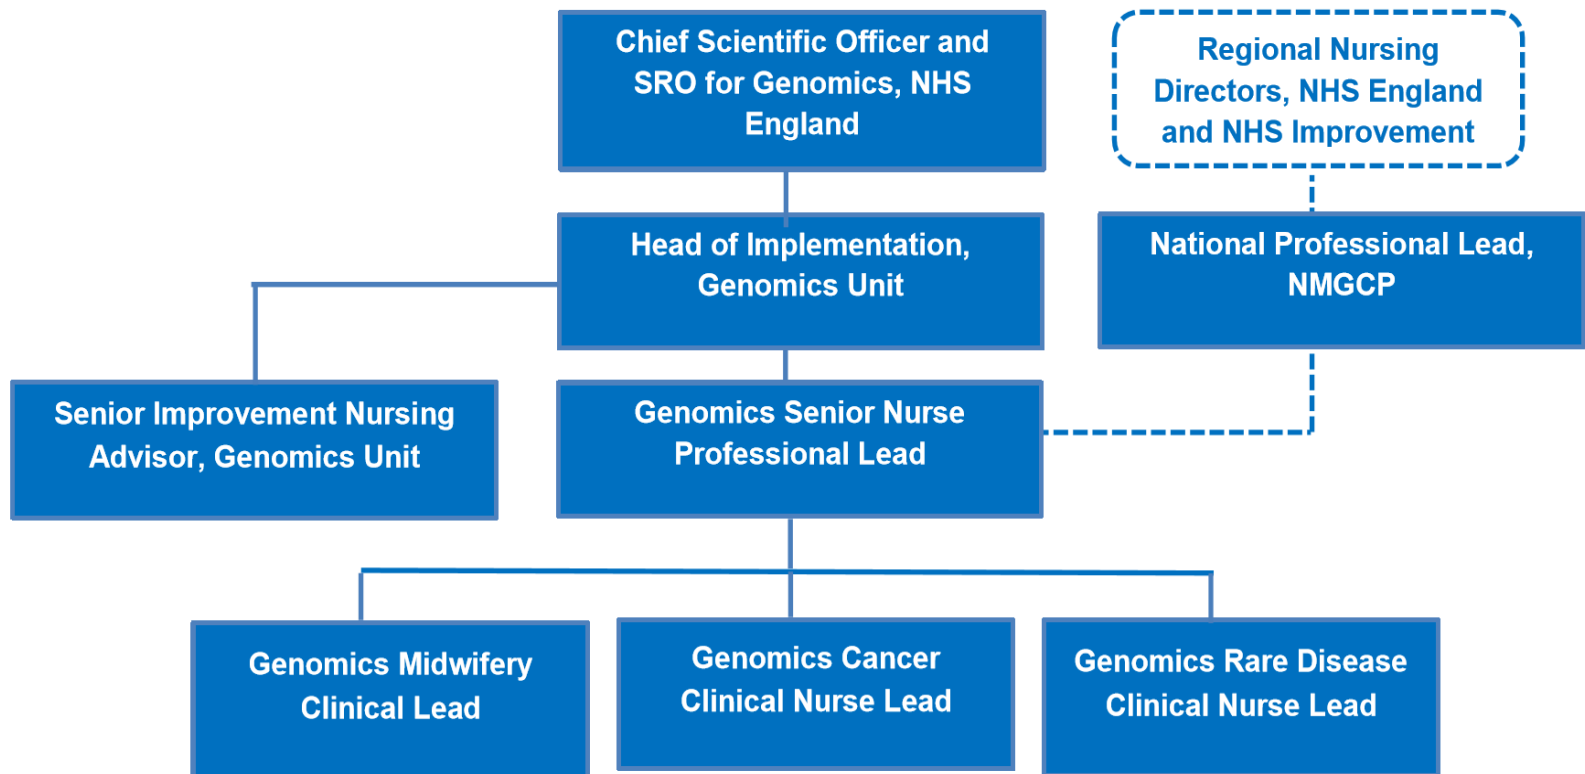 Chief Scientific Officer and
SRO for Genomics, NHS
England
Regional Nursing
Directors, NHS England
and NHS Improvement
Head of Implementation,
Genomics Unit
National Professional Lead,
NMGCP
Senior Improvement Nursing
Advisor, Genomics Unit
Genomics Senior Nurse
Professional Lead
Genomics Midwifery
Clinical Lead
Genomics Cancer
Clinical Nurse Lead
Genomics Rare Disease
Clinical Nurse Lead